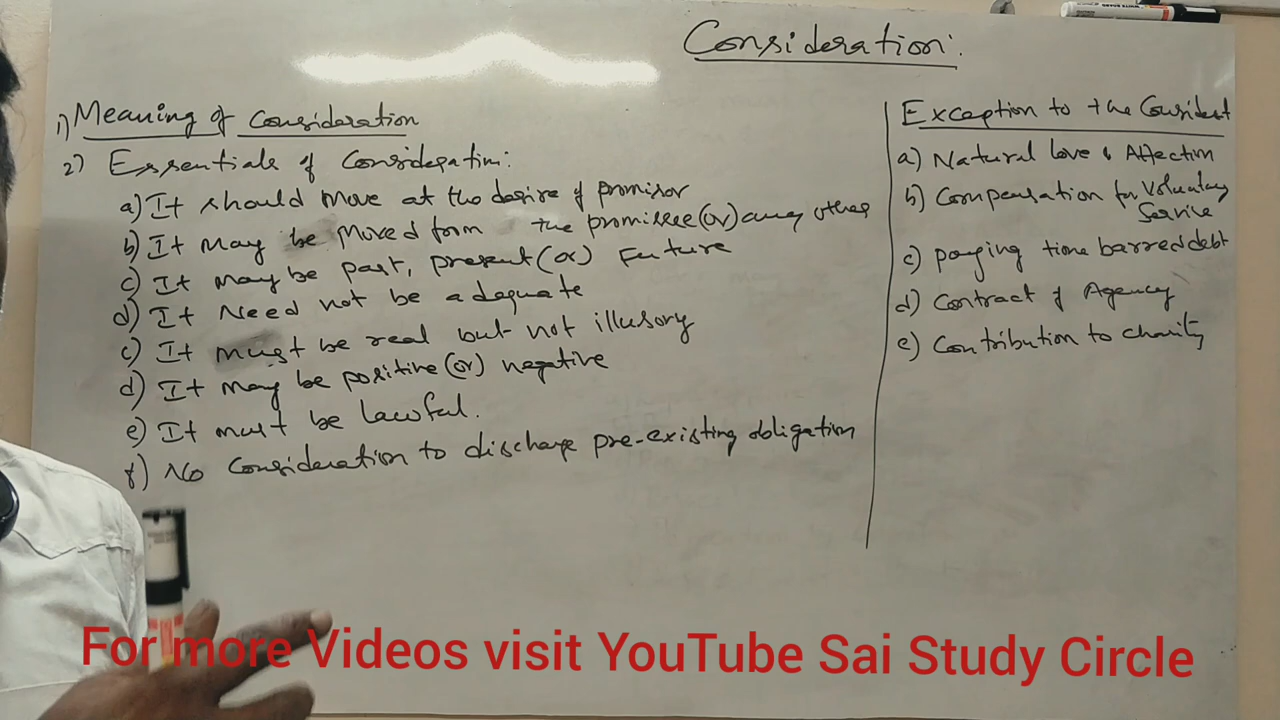 Consideration.
1) Meaning of Consideration
2) Essentials of Consideration:
a) It should move at the desire of promisor
b) It may be moved form the promisee (or) any other
c) It may be past, present (or) Future
d) It Need not be adequate
c) It must be real but not illusory
d) It may be positive (or) negative
e) It must be lawful.
f) No Consideration to discharge pre-existing obligation
Exception to the
a) Natural love & Affection
b) Compensation for Voluntary
Service
c) paying time barred debt
d) Contract of Agency
e) Contribution to charity
For more Videos visit YouTube Sai Study Circle